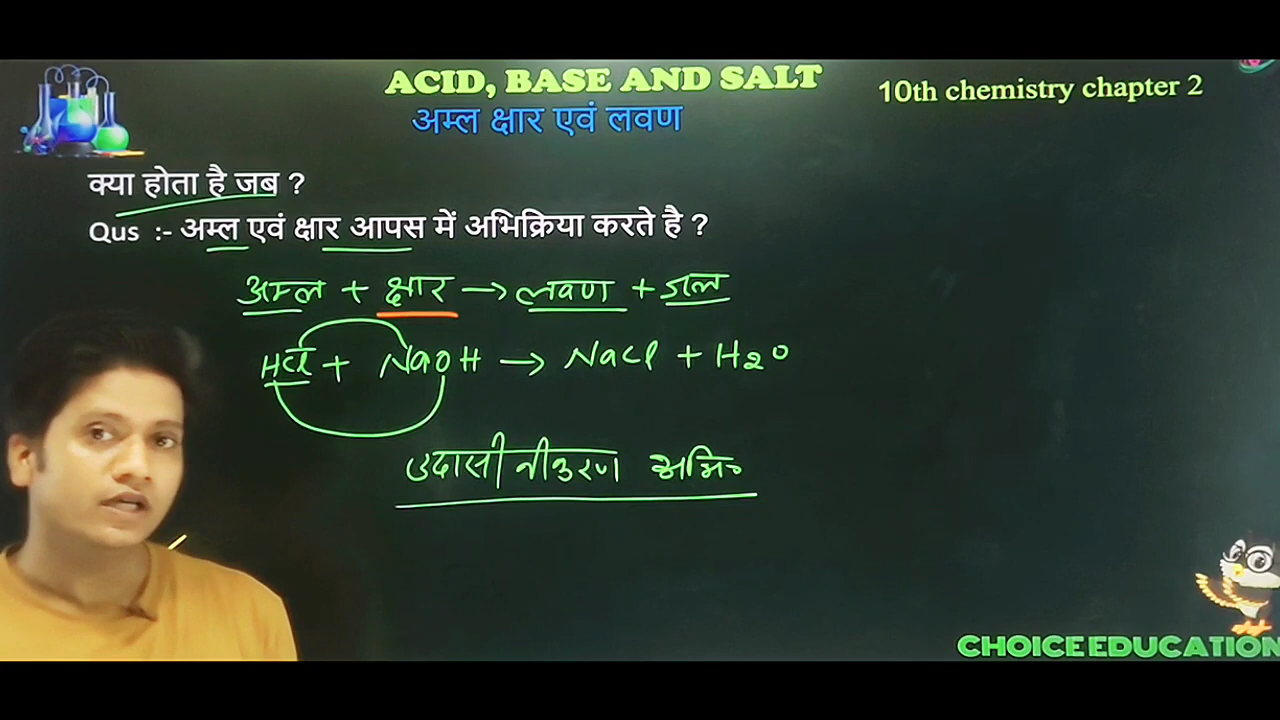 ACID, BASE AND SALT
10th chemistry chapter 2
अम्ल क्षार एवं लवण
क्या होता है जब ?
Qus :- अम्ल एवं क्षार आपस में अभिक्रिया करते है ?
अम्ल + क्षार → लवण + जल
HCl + NaOH → NaCl + H2O
उदासीनीकरण अभि०
CHOICE EDUCATION